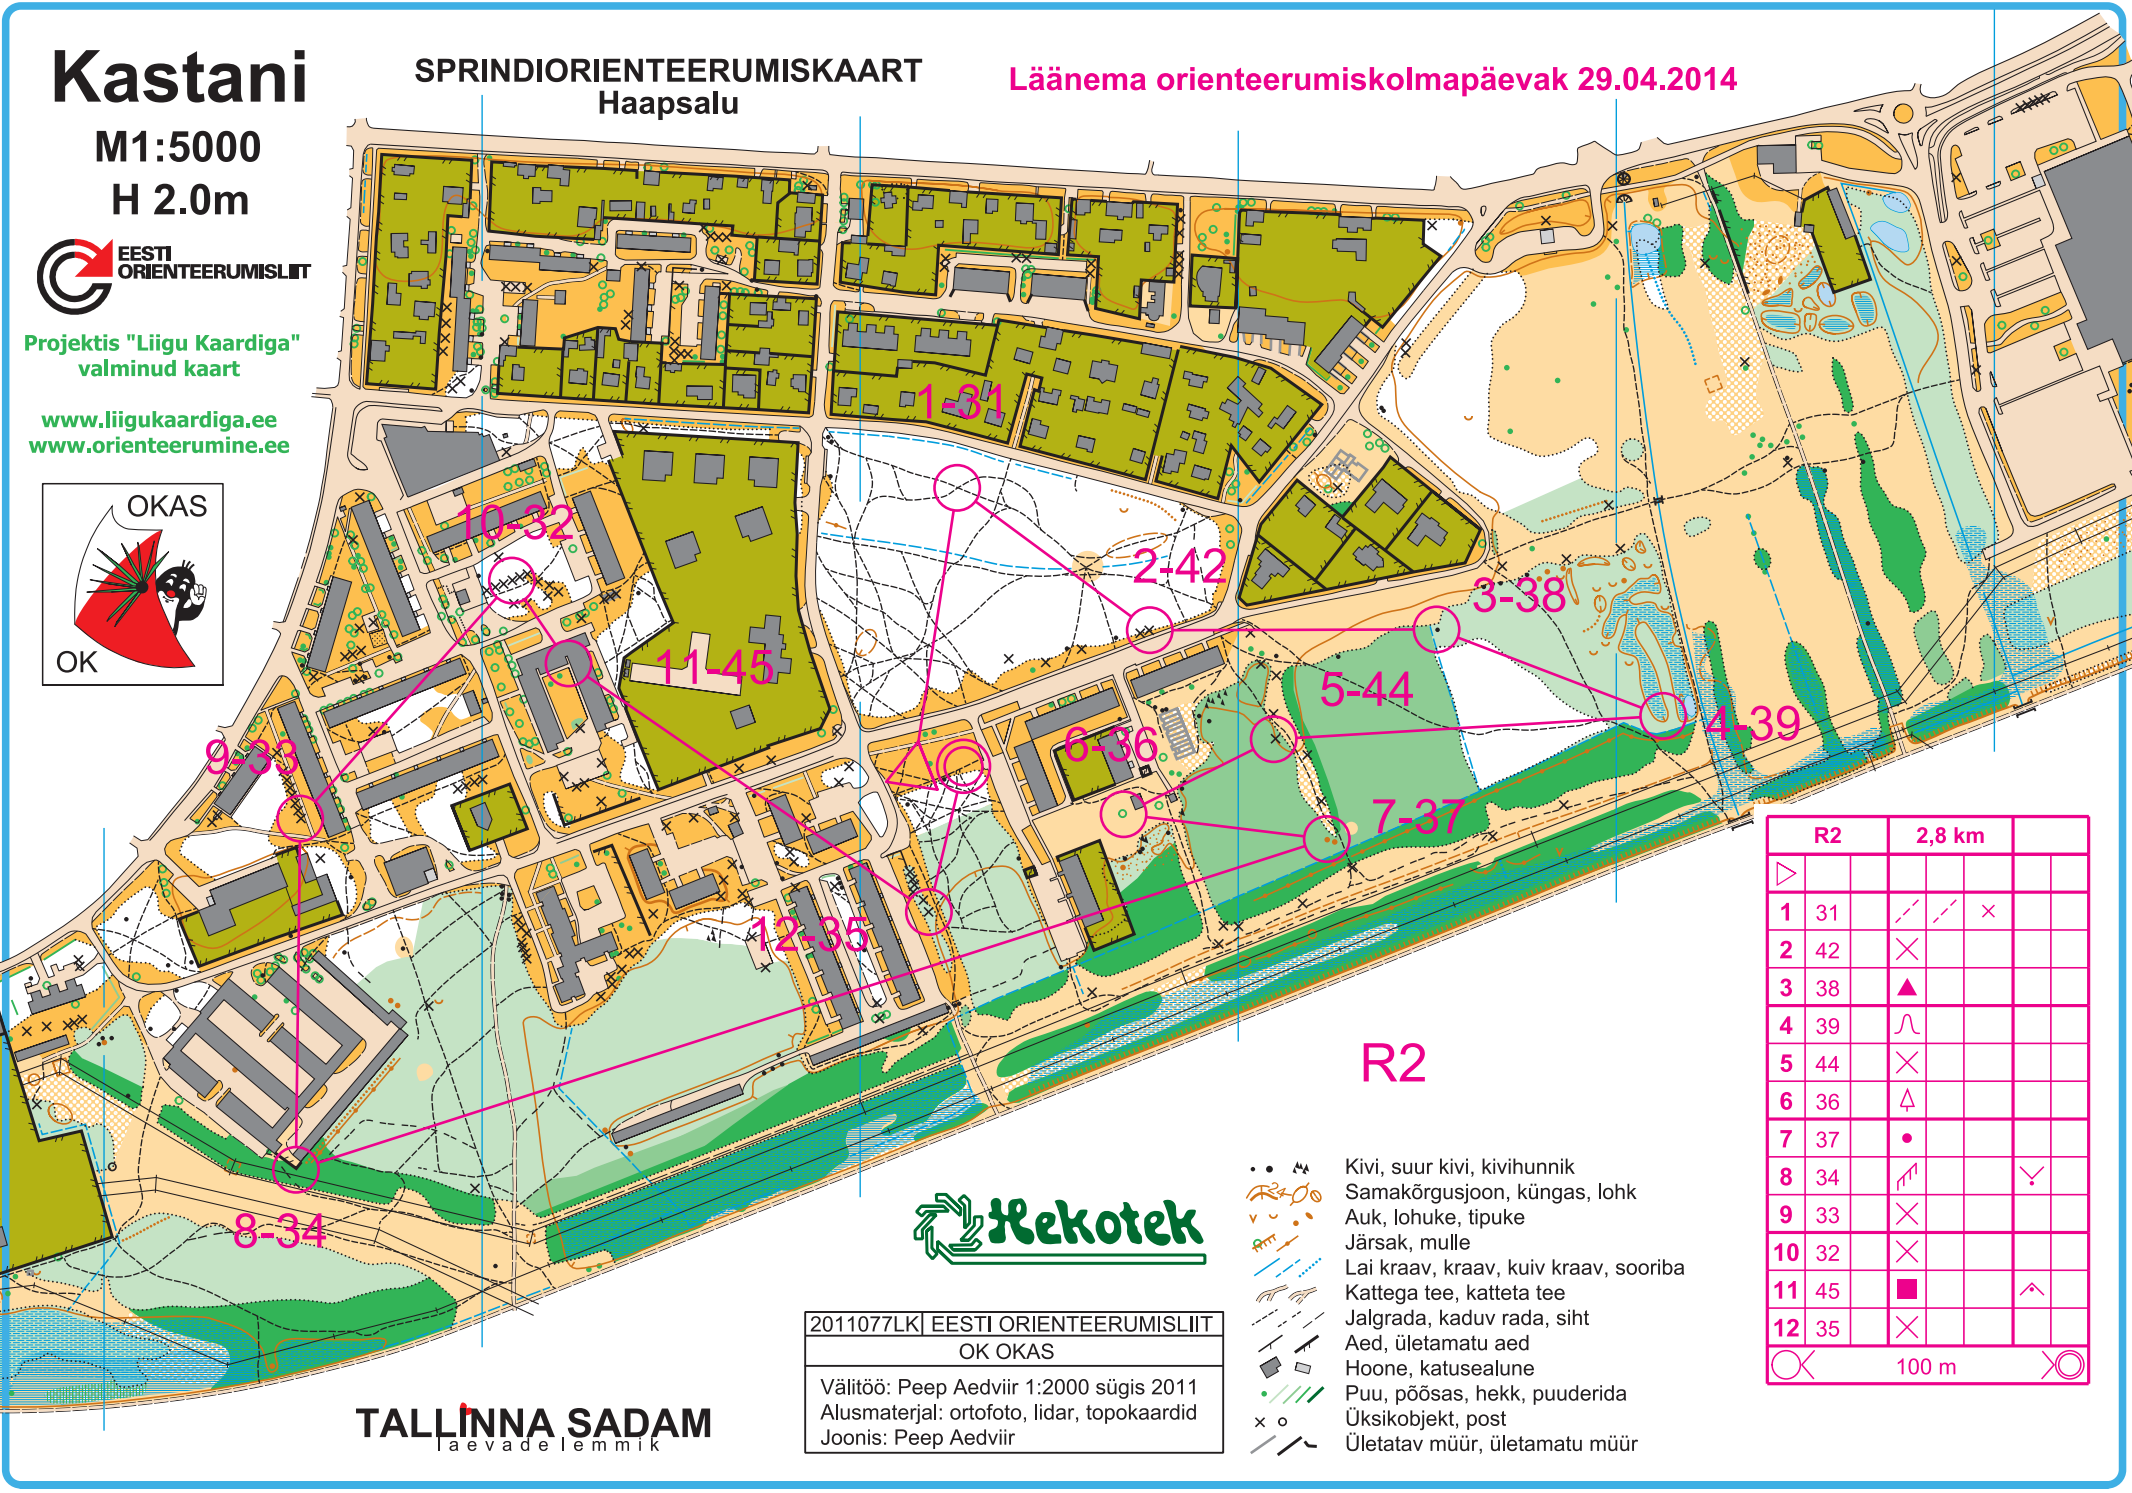 Kastani
M1:5000
H 2.0m
EESTI
ORIENTEERUMISLIIT
Projektis "Liigu Kaardiga"
valminud kaart
www.liigukaardiga.ee
www.orienteerumine.ee
OKAS
OK
SPRINDIORIENTEERUMISKAART
Haapsalu
Läänema orienteerumiskolmapäevak 29.04.2014
1-31
2-42
3-38
4-39
5-44
6-36
7-37
8-34
9-33
10-32
11-45
12-35
R2
R2 2,8 km
1 31
2 42
3 38
4 39
5 44
6 36
7 37
8 34
9 33
10 32
11 45
12 35
100 m
Hekotek
Kivi, suur kivi, kivihunnik
Samakõrgusjoon, küngas, lohk
Auk, lohuke, tipuke
Järsak, mulle
Lai kraav, kraav, kuiv kraav, sooriba
Kattega tee, katteta tee
Jalgrada, kaduv rada, siht
Aed, ületamatu aed
Hoone, katusealune
Puu, põõsas, hekk, puuderida
Üksikobjekt, post
Ületatav müür, ületamatu müür
2011077LK EESTI ORIENTEERUMISLIIT
OK OKAS
Välitöö: Peep Aedviir 1:2000 sügis 2011
Alusmaterjal: ortofoto, lidar, topokaardid
Joonis: Peep Aedviir
TALLINNA SADAM
laevade lemmik